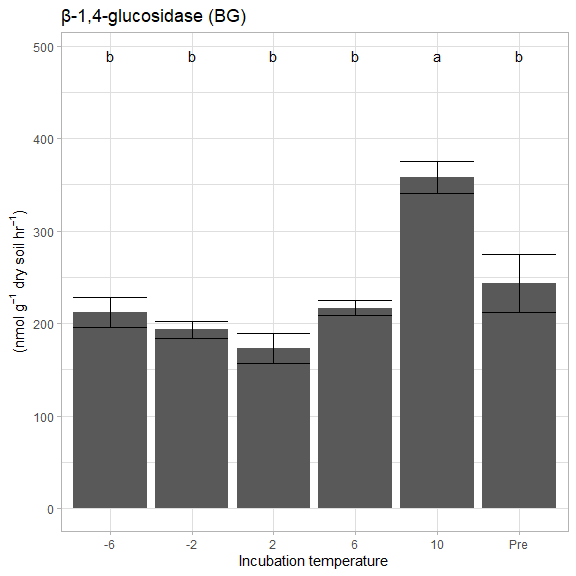 β-1,4-glucosidase (BG)
500
400
300
200
100
0
(nmol g⁻¹ dry soil hr⁻¹)
b b b b a b
-6 -2 2 6 10 Pre
Incubation temperature